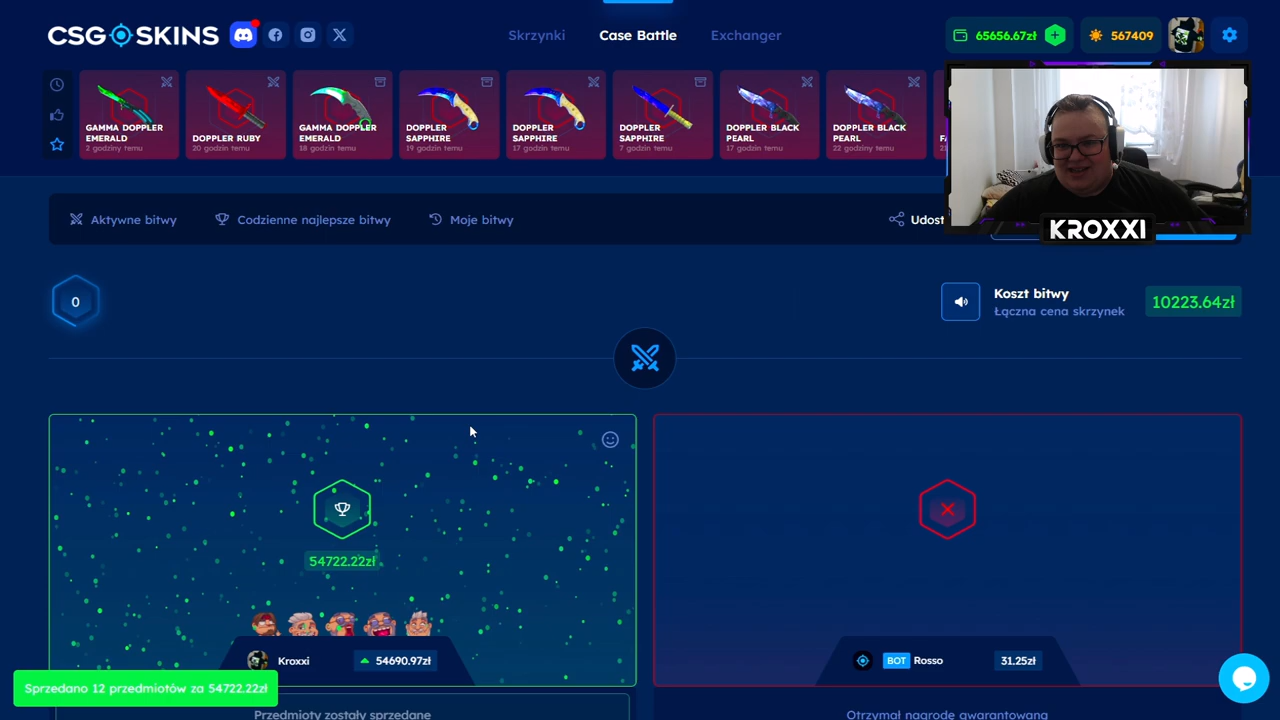 CSG SKINS
Skrzynki
Case Battle
Exchanger
65656.67zł
567409
GAMMA DOPPLER
EMERALD
2 godziny temu
DOPPLER RUBY
20 godzin temu
GAMMA DOPPLER
EMERALD
18 godzin temu
DOPPLER
SAPPHIRE
19 godzin temu
DOPPLER
SAPPHIRE
17 godzin temu
DOPPLER
SAPPHIRE
7 godzin temu
DOPPLER BLACK
PEARL
17 godzin temu
DOPPLER BLACK
PEARL
22 godziny temu
KROXXI
Aktywne bitwy
Codzienne najlepsze bitwy
Moje bitwy
Udost
0
Koszt bitwy
Łączna cena skrzynek
10223.64zł
54722.22zł
Kroxxi
54690.97zł
BOT Rosso
31.25zł
Sprzedano 12 przedmiotów za 54722.22zł
Przedmioty zostały sprzedane
Otrzymał nagrodę gwarantowaną